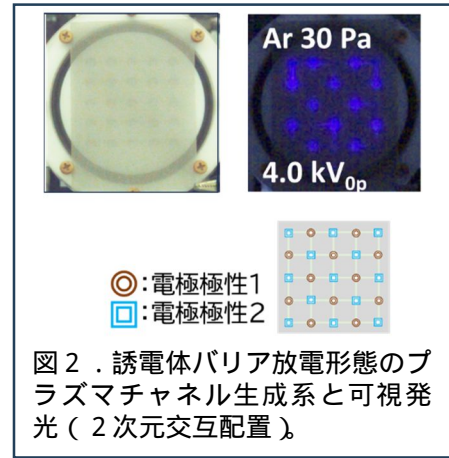 Ar 30 Pa
4.0 kV0p
◎:電極極性1
回:電極極性2
図2．誘電体バリア放電形態のプ
ラズマチャネル生成系と可視発
光(2次元交互配置)。